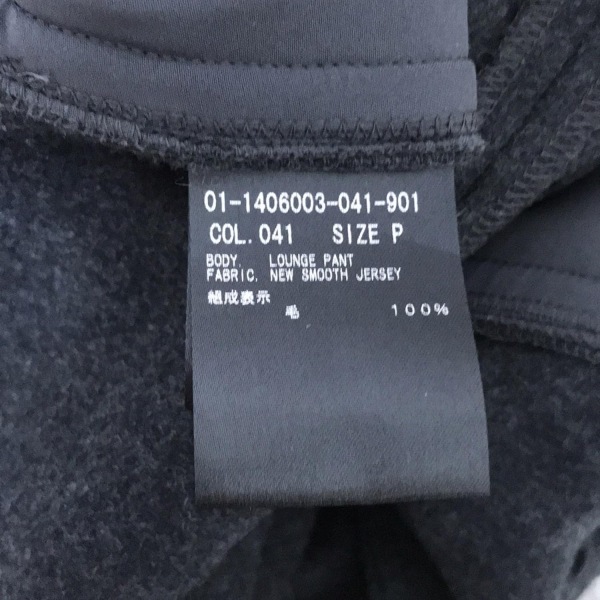 01-1406003-041-901
COL. 041 SIZE P
BODY. LOUNGE PANT
FABRIC. NEW SMOOTH JERSEY
組成表示
毛 100%